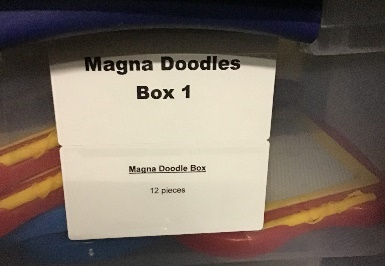 Magna Doodles
Box 1
Magna Doodle Box
12 pieces